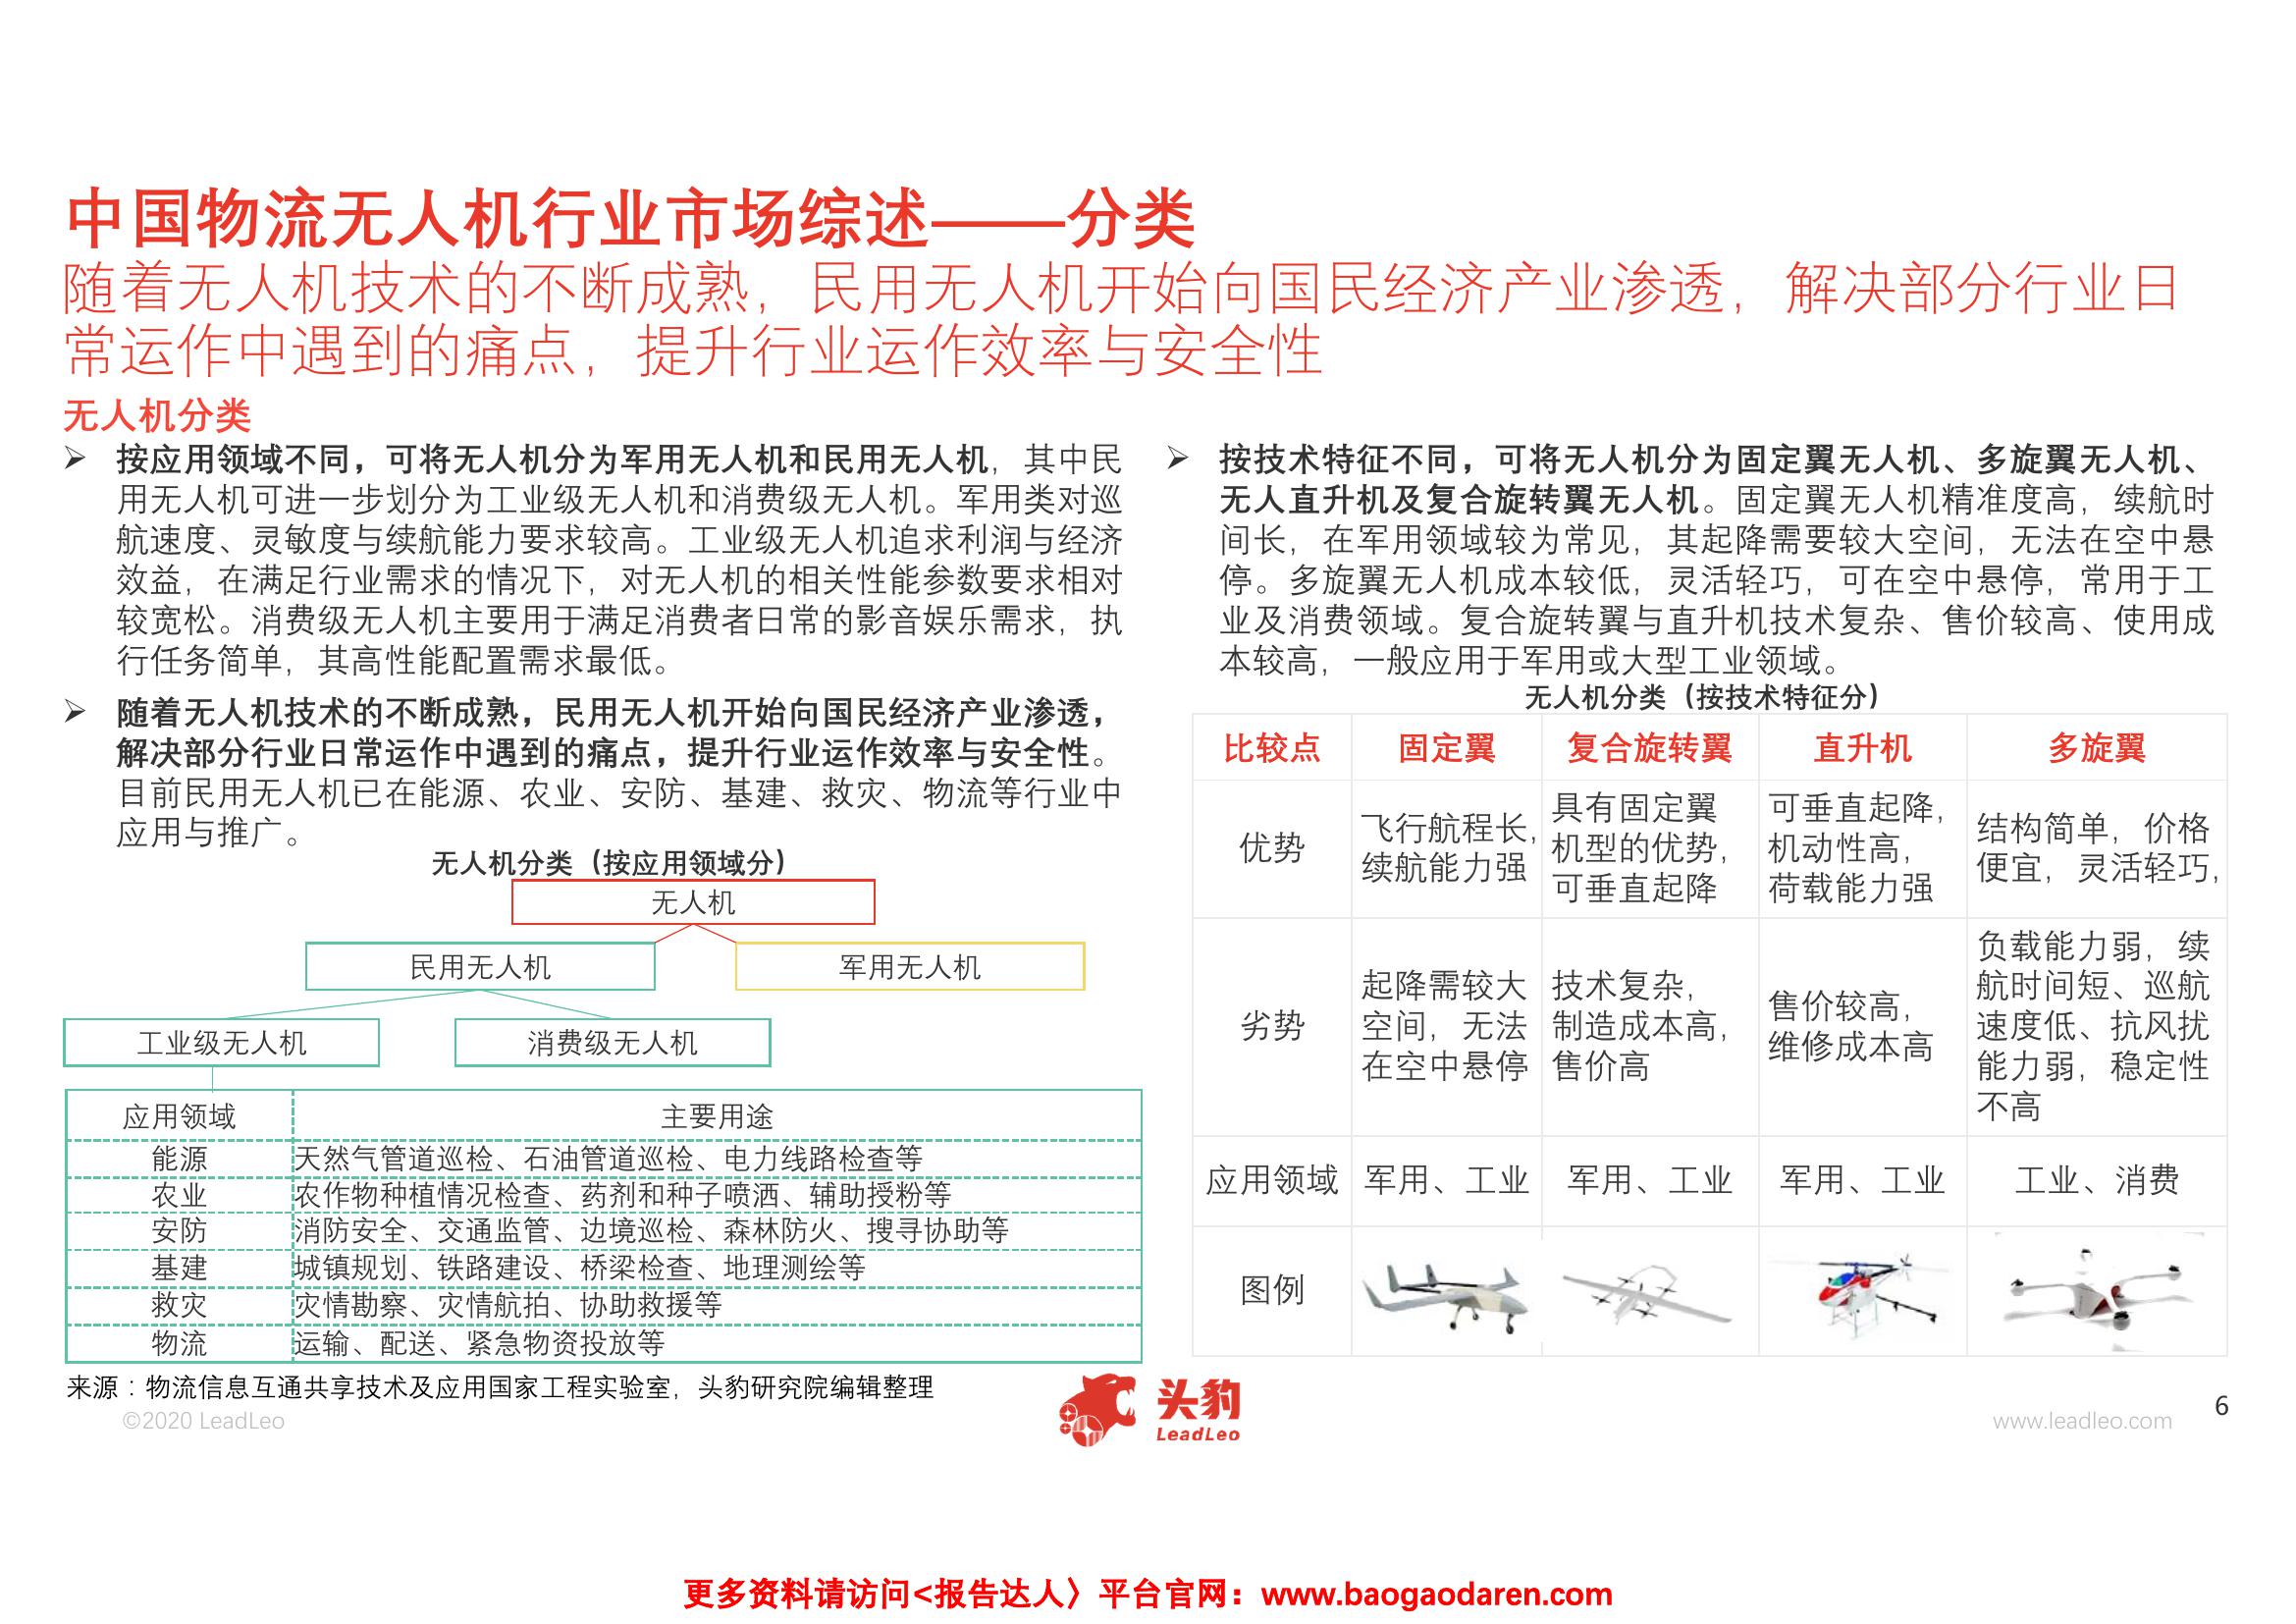 中国物流无人机行业市场综述——分类
随着无人机技术的不断成熟，民用无人机开始向国民经济产业渗透，解决部分行业日
常运作中遇到的痛点，提升行业运作效率与安全性
无人机分类
➢ 按应用领域不同，可将无人机分为军用无人机和民用无人机，其中民
用无人机可进一步划分为工业级无人机和消费级无人机。军用类对巡
航速度、灵敏度与续航能力要求较高。工业级无人机追求利润与经济
效益，在满足行业需求的情况下，对无人机的相关性能参数要求相对
较宽松。消费级无人机主要用于满足消费者日常的影音娱乐需求，执
行任务简单，其高性能配置需求最低。
➢ 随着无人机技术的不断成熟，民用无人机开始向国民经济产业渗透，
解决部分行业日常运作中遇到的痛点，提升行业运作效率与安全性。
目前民用无人机已在能源、农业、安防、基建、救灾、物流等行业中
应用与推广。
无人机分类（按应用领域分）
无人机
民用无人机 军用无人机
工业级无人机 消费级无人机
应用领域 主要用途
能源 天然气管道巡检、石油管道巡检、电力线路检查等
农业 农作物种植情况检查、药剂和种子喷洒、辅助授粉等
安防 消防安全、交通监管、边境巡检、森林防火、搜寻协助等
基建 城镇规划、铁路建设、桥梁检查、地理测绘等
救灾 灾情勘察、灾情航拍、协助救援等
物流 运输、配送、紧急物资投放等
➢ 按技术特征不同，可将无人机分为固定翼无人机、多旋翼无人机、
无人直升机及复合旋转翼无人机。固定翼无人机精准度高，续航时
间长，在军用领域较为常见，其起降需要较大空间，无法在空中悬
停。多旋翼无人机成本较低，灵活轻巧，可在空中悬停，常用于工
业及消费领域。复合旋转翼与直升机技术复杂、售价较高、使用成
本较高，一般应用于军用或大型工业领域。
无人机分类（按技术特征分）
比较点 固定翼 复合旋转翼 直升机 多旋翼
优势
飞行航程长，
续航能力强
具有固定翼
机型的优势，
可垂直起降
可垂直起降，
机动性高，
荷载能力强
结构简单，价格
便宜，灵活轻巧，
劣势
起降需较大
空间，无法
在空中悬停
技术复杂，
制造成本高，
售价高
售价较高，
维修成本高
负载能力弱，续
航时间短、巡航
速度低、抗风扰
能力弱，稳定性
不高
应用领域 军用、工业 军用、工业 军用、工业 工业、消费
图例
来源：物流信息互通共享技术及应用国家工程实验室，头豹研究院编辑整理
©2020 LeadLeo
头豹
LeadLeo
www.leadleo.com
6
更多资料请访问<报告达人〉平台官网：www.baogaodaren.com